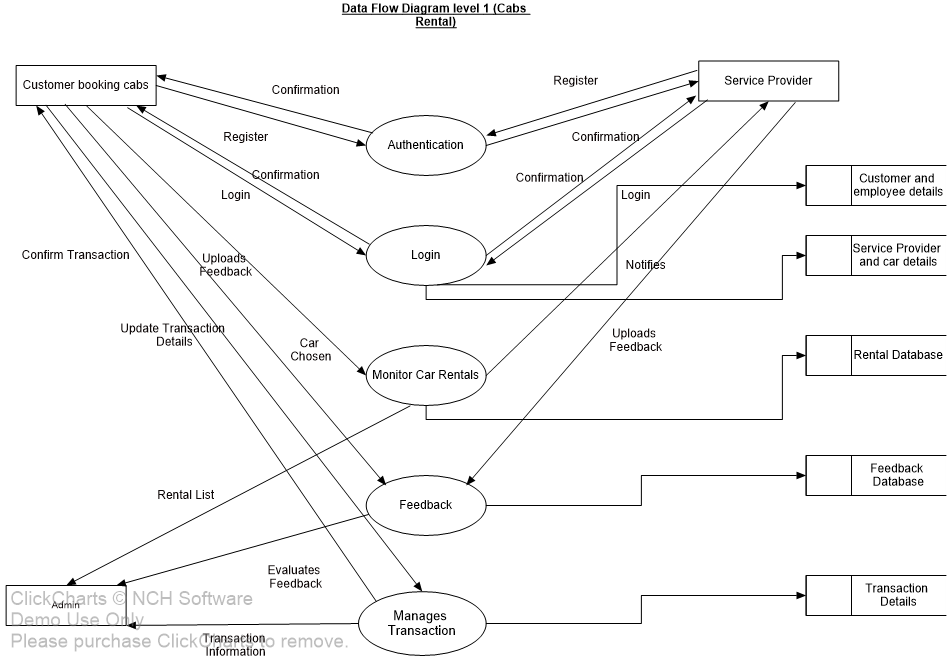 Data Flow Diagram level 1 (Cabs
Rental)
Customer booking cabs
Service Provider
Confirmation
Register
Authentication
Register
Confirmation
Confirmation
Confirmation
Login
Login
Customer and
employee details
Login
Confirm Transaction
Uploads
Feedback
Notifies
Service Provider
and car details
Update Transaction
Details
Car
Chosen
Uploads
Feedback
Rental Database
Monitor Car Rentals
Feedback
Database
Rental List
Feedback
Evaluates
Feedback
Admin
Manages
Transaction
Transaction
Details
Transaction
Information
ClickCharts © NCH Software
Demo Use Only
Please purchase ClickCharts to remove.